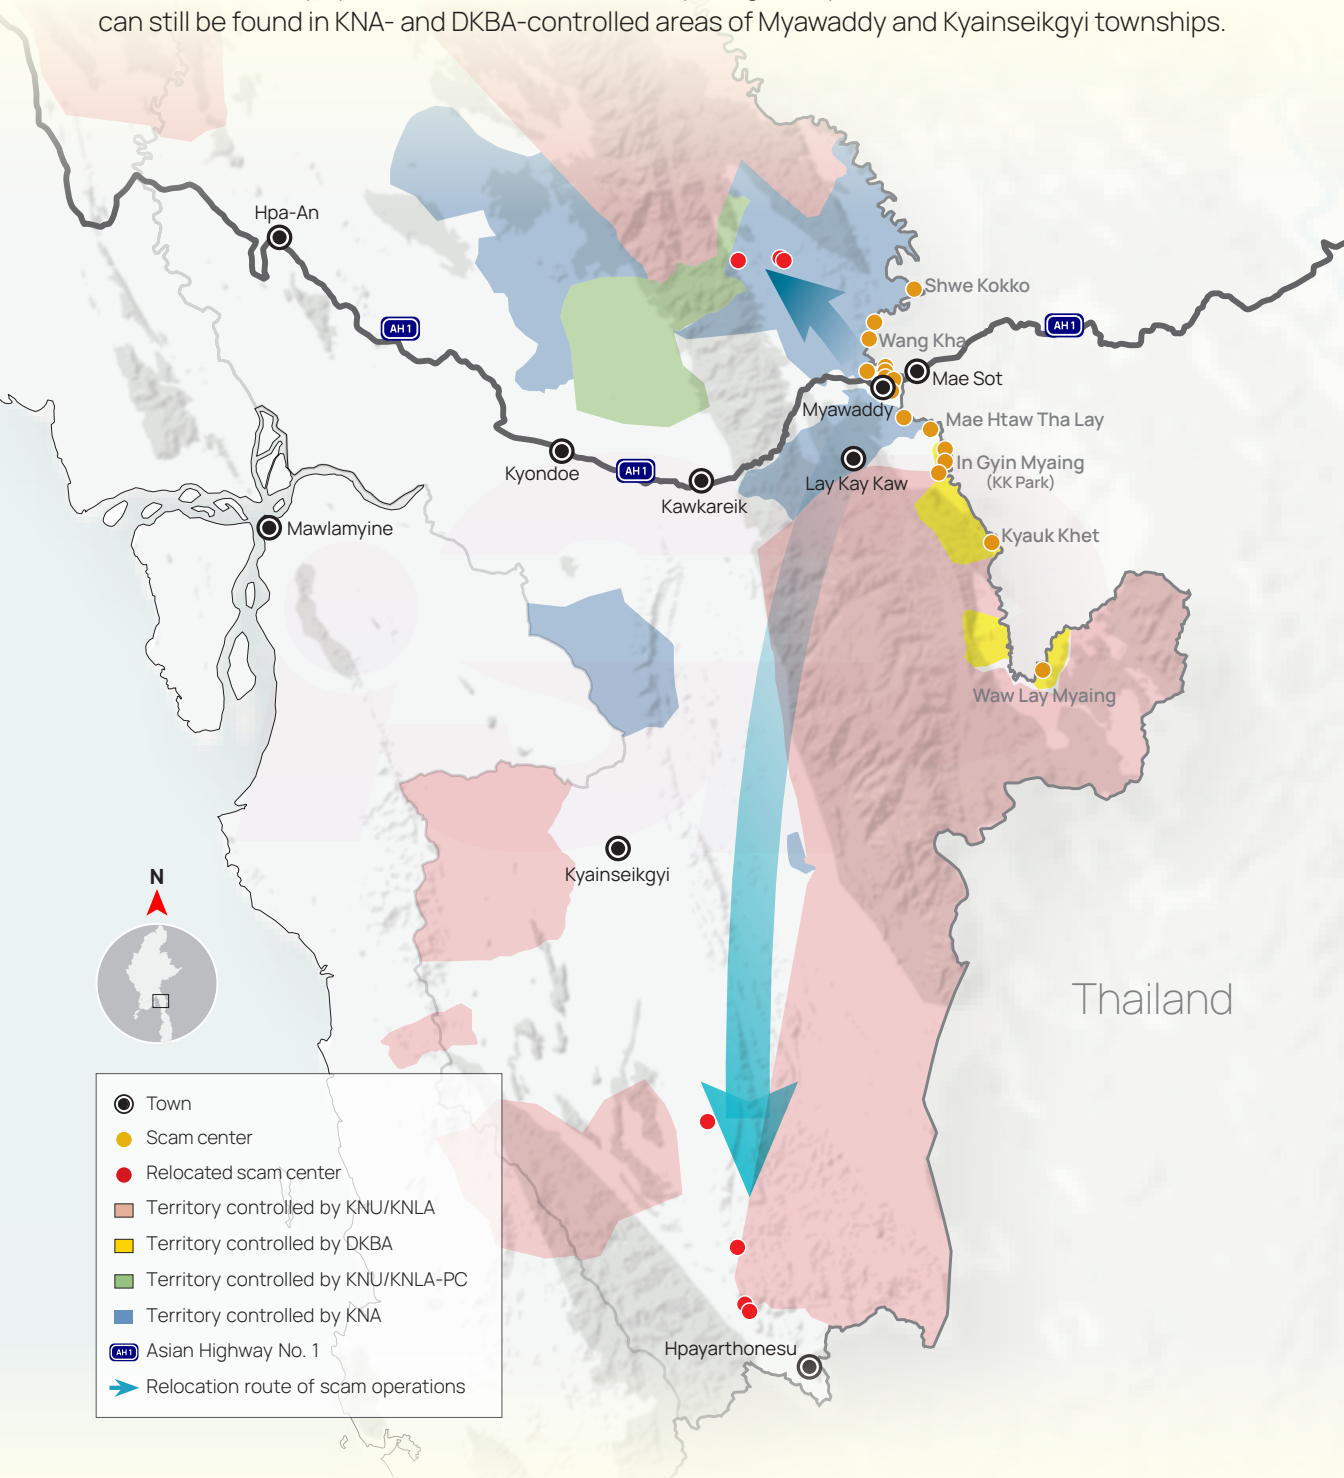 can still be found in KNA- and DKBA-controlled areas of Myawaddy and Kyainseikgyi townships.
Hpa-An
AH 1
Shwe Kokko
AH 1
Wang Kha
Mae Sot
Myawaddy
Mae Htaw Tha Lay
Kyondoe
AH 1
In Gyin Myaing
(KK Park)
Lay Kay Kaw
Kawkareik
Mawlamyine
Kyauk Khet
Waw Lay Myaing
Kyainseikgyi
N
Thailand
Town
Scam center
Relocated scam center
Territory controlled by KNU/KNLA
Territory controlled by DKBA
Territory controlled by KNU/KNLA-PC
Territory controlled by KNA
AH 1 Asian Highway No. 1
Relocation route of scam operations
Hpayarthonesu